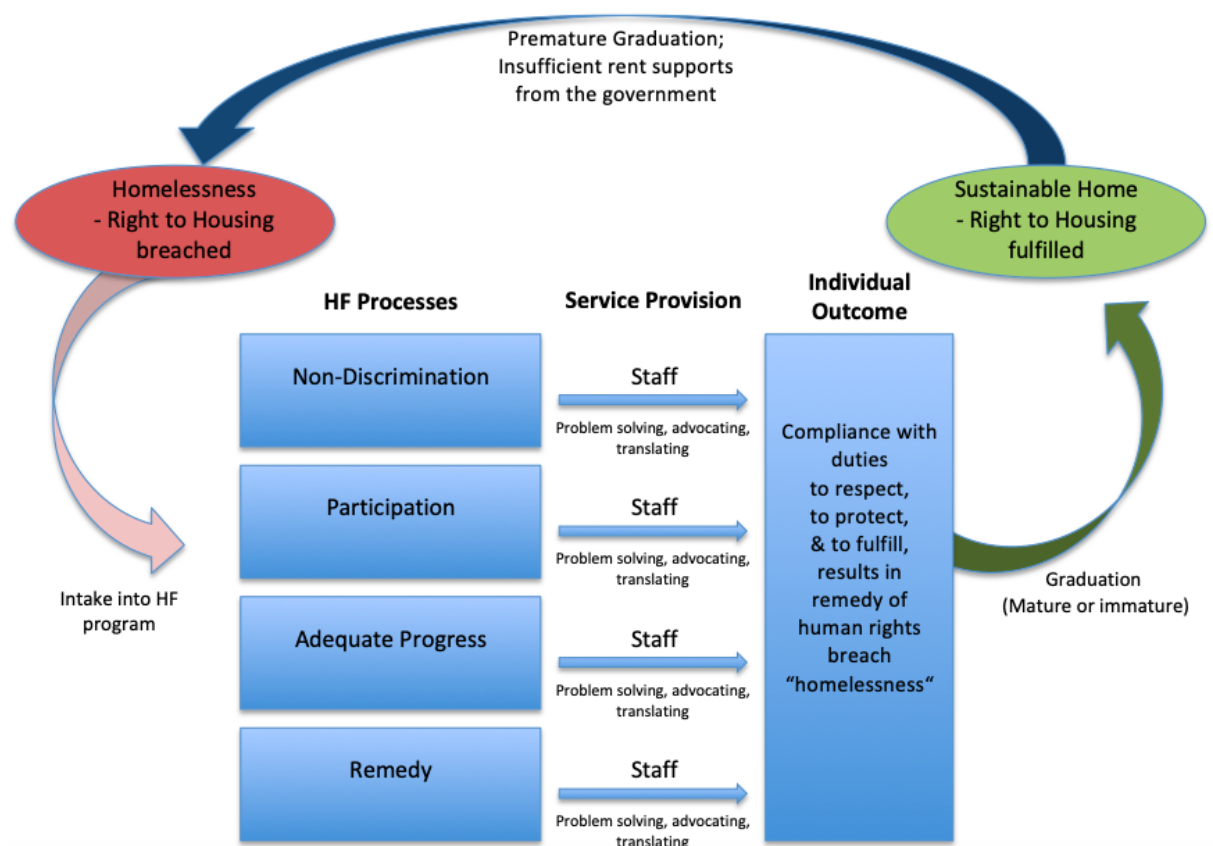 Premature Graduation;
Insufficient rent supports
from the government
Homelessness
- Right to Housing
breached
Sustainable Home
- Right to Housing
fulfilled
HF Processes
Service Provision
Individual
Outcome
Non-Discrimination
Staff
Problem solving, advocating,
translating
Participation
Staff
Problem solving, advocating,
translating
Adequate Progress
Staff
Problem solving, advocating,
translating
Remedy
Staff
Problem solving, advocating,
translating
Compliance with
duties
to respect,
to protect,
& to fulfill,
results in
remedy of
human rights
breach
“homelessness“
Intake into HF
program
Graduation
(Mature or immature)